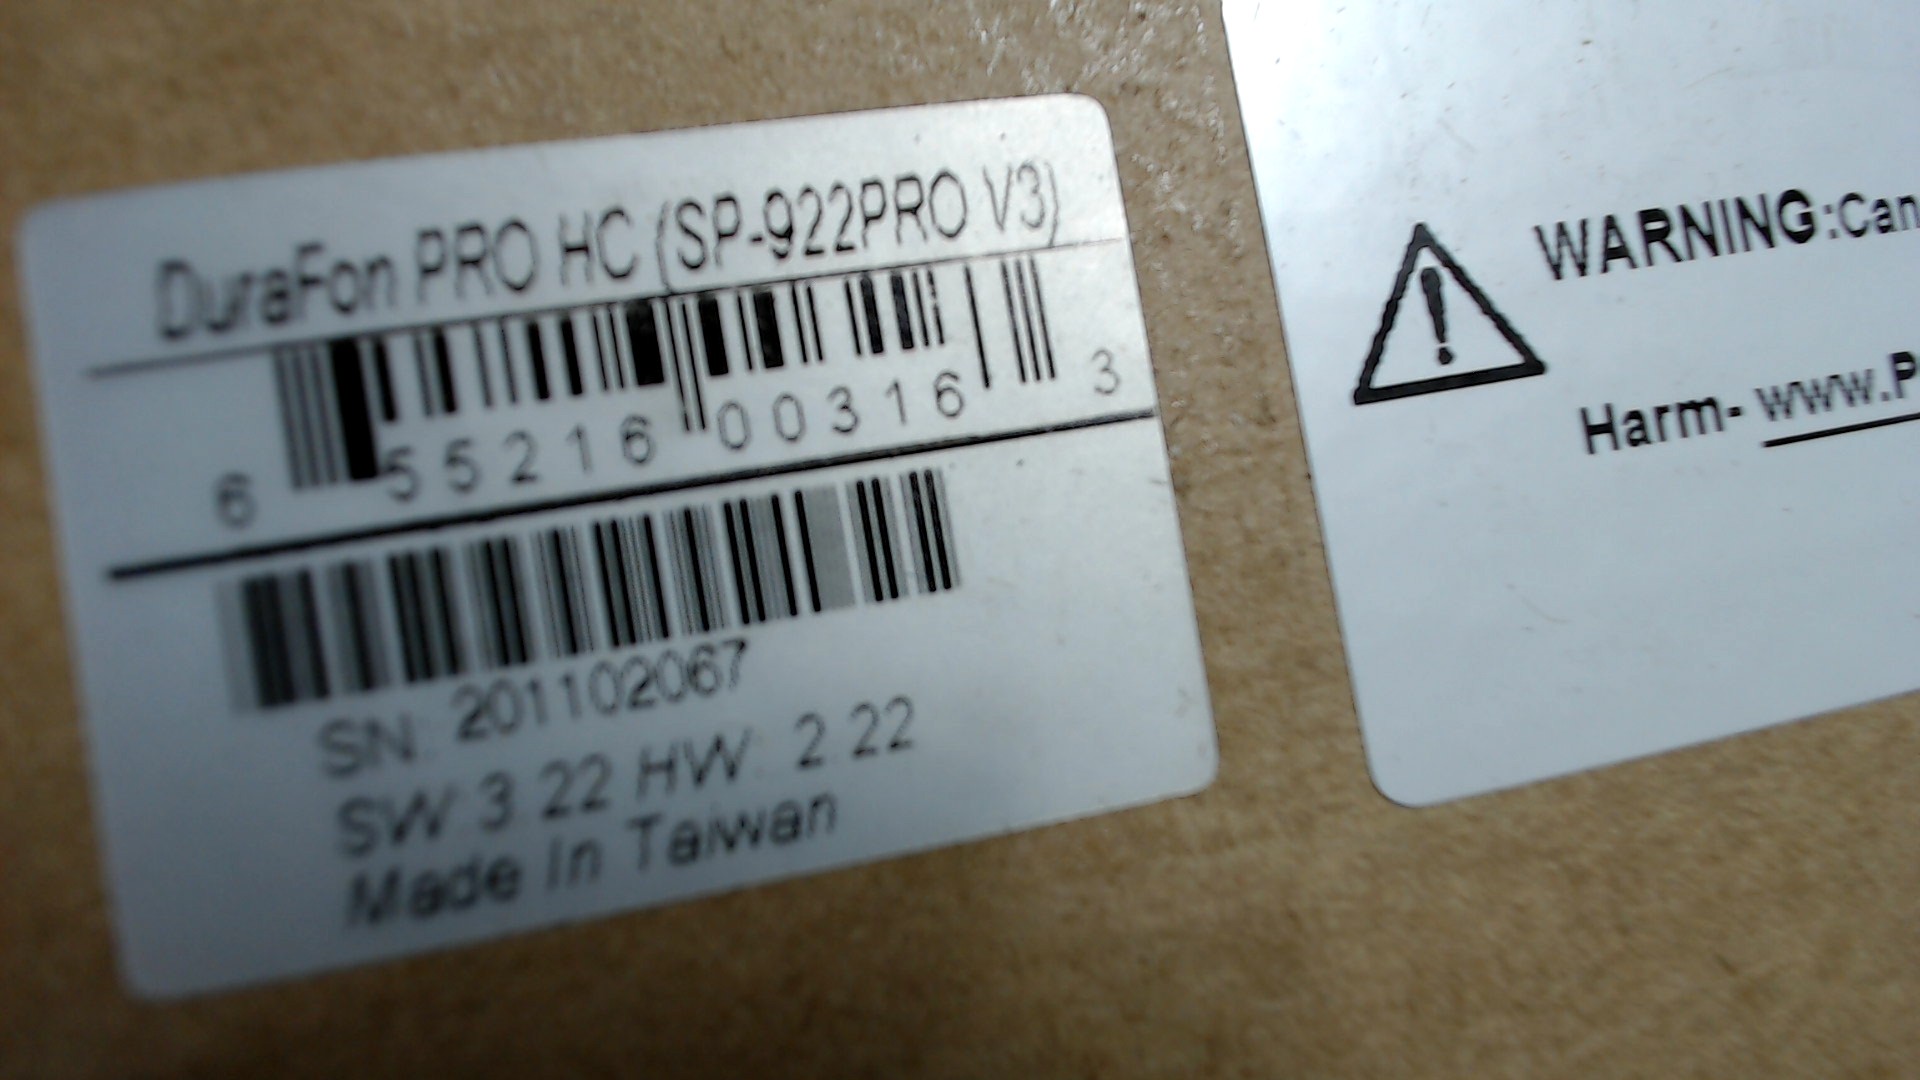 DuraFon PRO HC (SP-922PRO V3)
6 55216 00316 3
SN: 201102067
SW:3.22 HW: 2.22
Made In Taiwan
WARNING:Can
Harm- www.P